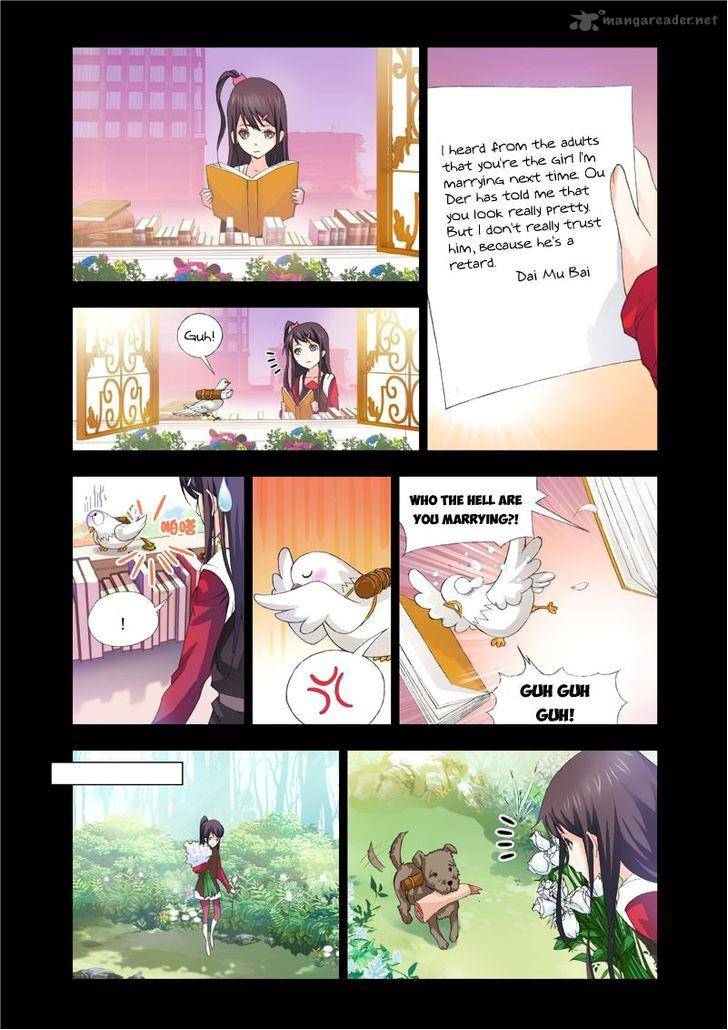 mangareader.net
I heard from the adults
that you're the girl I'm
marrying next time. Ou
Der has told me that
you look really pretty.
But I don't really trust
him, because he's a
retard.
Dai Mu Bai
Guh!
啪嗒
!
WHO THE HELL ARE
YOU MARRYING?!
GUH GUH
GUH!